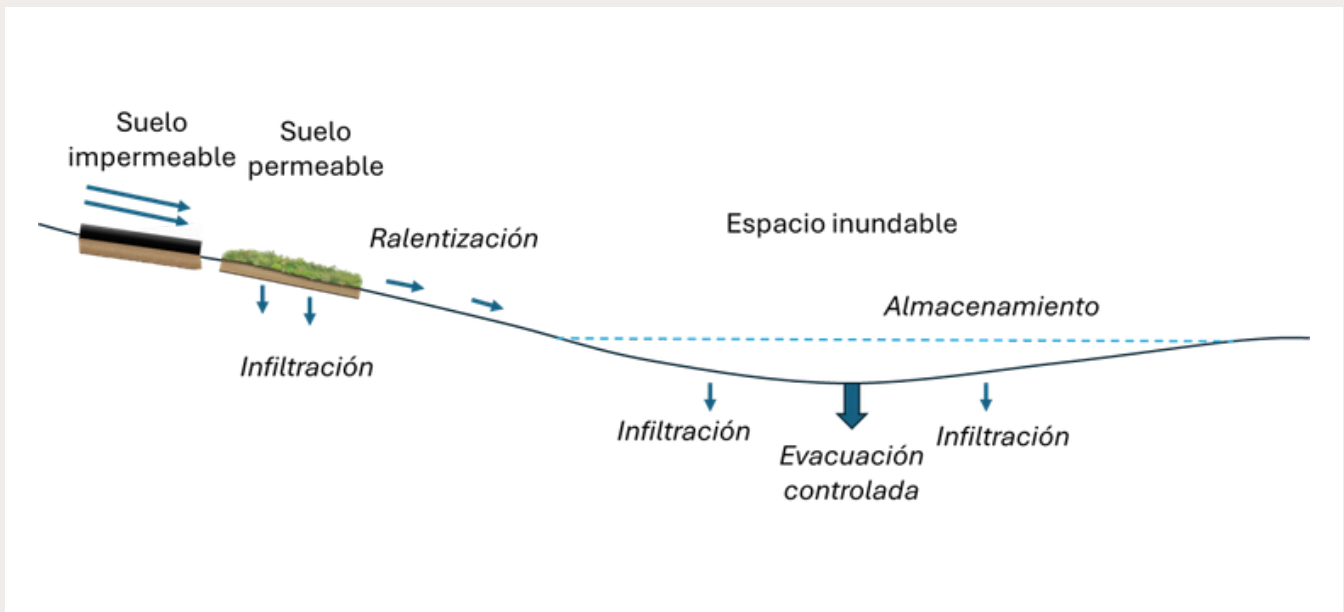 Suelo
impermeable
Suelo
permeable
Ralentización
Espacio inundable
Almacenamiento
Infiltración
Infiltración
Evacuación
controlada
Infiltración